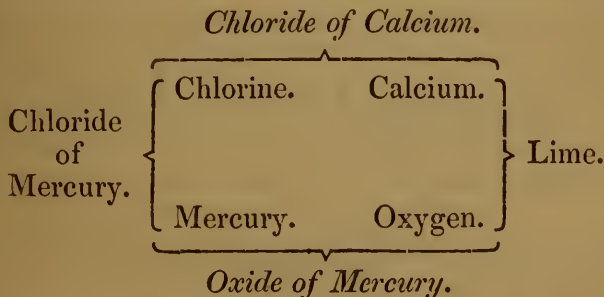 Chloride of Calcium.
Chlorine. Calcium.
Chloride
of
Mercury.
Lime.
Mercury. Oxygen.
Oxide of Mercury.